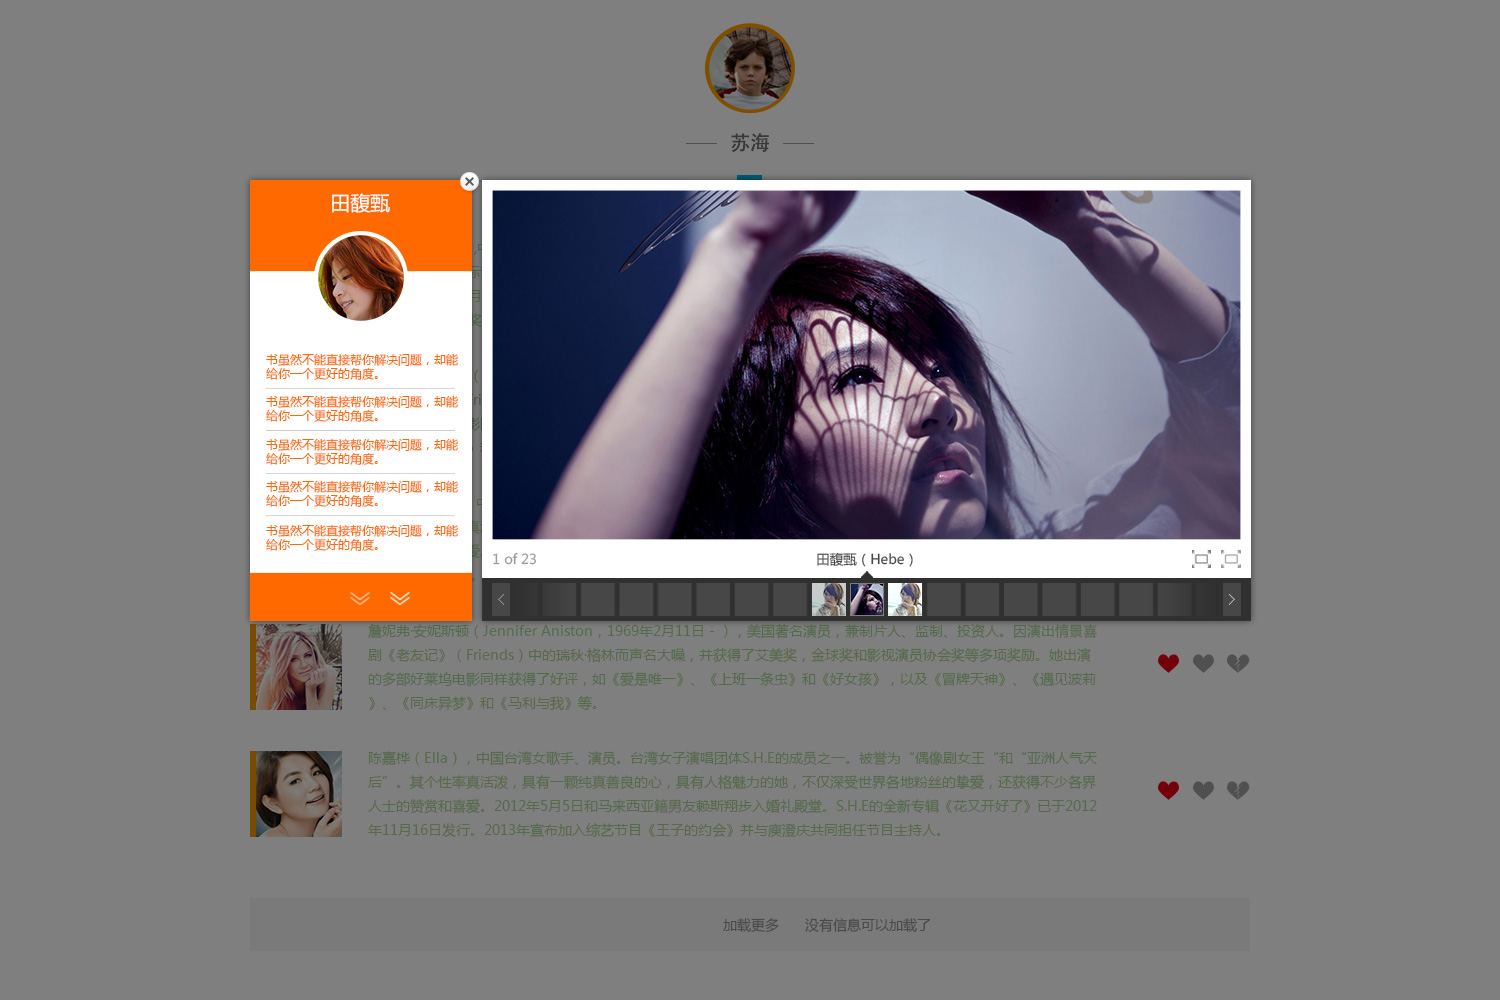 苏海
田馥甄
书虽然不能直接帮你解决问题，却能
给你一个更好的角度。
书虽然不能直接帮你解决问题，却能
给你一个更好的角度。
书虽然不能直接帮你解决问题，却能
给你一个更好的角度。
书虽然不能直接帮你解决问题，却能
给你一个更好的角度。
书虽然不能直接帮你解决问题，却能
给你一个更好的角度。
1 of 23
田馥甄（Hebe）
詹妮弗·安妮斯顿（Jennifer Aniston，1969年2月11日－），美国著名演员，兼制片人、监制、投资人。因演出情景喜
剧《老友记》（Friends）中的瑞秋·格林而声名大噪，并获得了艾美奖，金球奖和影视演员协会奖等多项奖励。她出演
的多部好莱坞电影同样获得了好评，如《爱是唯一》、《上班一条虫》和《好女孩》，以及《冒牌天神》、《遇见波莉
》、《同床异梦》和《马利与我》等。
陈嘉桦（Ella），中国台湾女歌手、演员。台湾女子演唱团体S.H.E的成员之一。被誉为“偶像剧女王“和“亚洲人气天
后”。其个性率真活泼，具有一颗纯真善良的心，具有人格魅力的她，不仅深受世界各地粉丝的挚爱，还获得不少各界
人士的赞赏和喜爱。2012年5月5日和马来西亚籍男友赖斯翔步入婚礼殿堂。S.H.E的全新专辑《花又开好了》已于2012
年11月16日发行。2013年宣布加入综艺节目《王子的约会》并与庾澄庆共同担任节目主持人。
加载更多
没有信息可以加载了